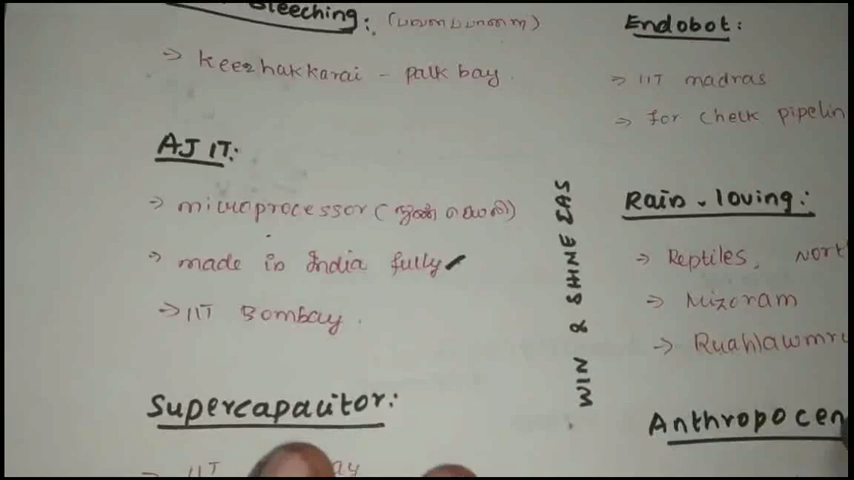 Bleeching:
→ Keezhakkarai - palk bay
AJIT:
→ microprocessor (
→ made in India fully
→ IIT Bombay.
Supercapacitor:
→ IIT
WIN & SHINE IAS
Endobot:
→ IIT madras
→ for check pipelin
Rain-loving:
→ Reptiles, Nort
→ Mizoram
→ Ruahlawmr
Anthropocen